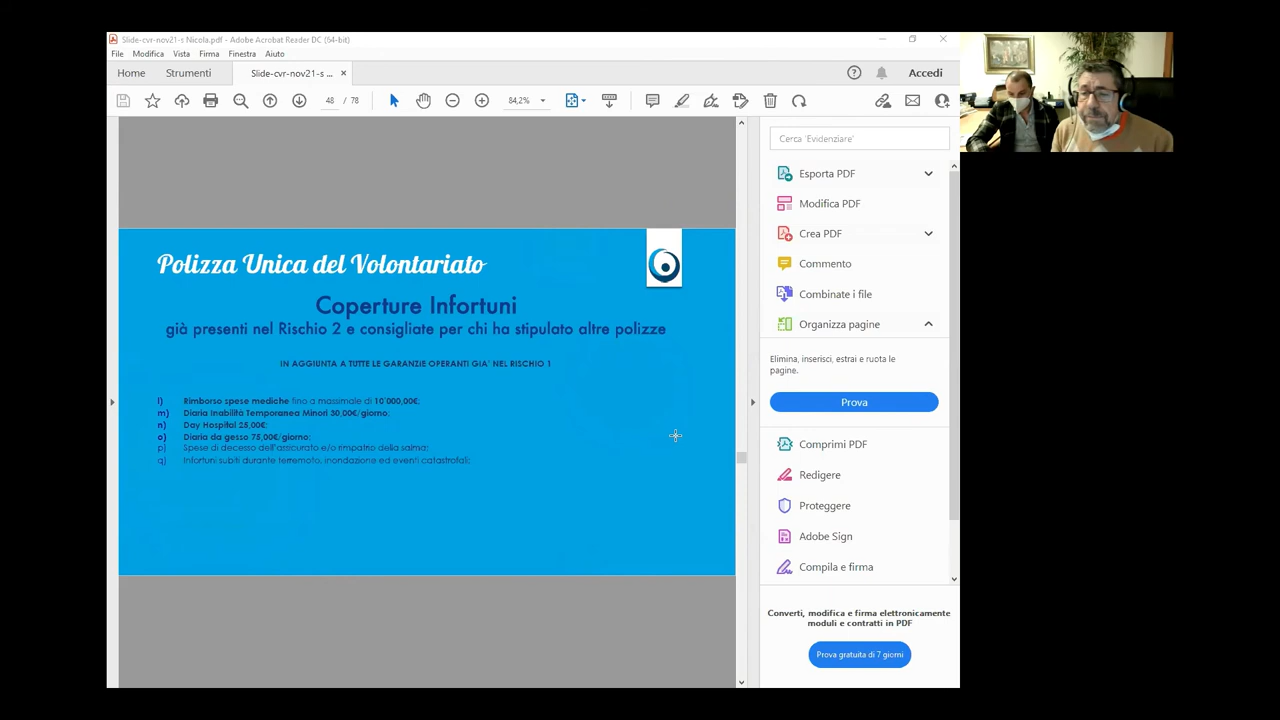 Slide-cvr-nov21-s Nicola.pdf - Adobe Acrobat Reader DC (64-bit)
File Modifica Vista Firma Finestra Aiuto
Home Strumenti Slide-cvr-nov21-s ... × Accedi
48 / 78 84,2%
Cerca 'Evidenziare'
Esporta PDF
Modifica PDF
Crea PDF
Commento
Combinate i file
Organizza pagine
Elimina, inserisci, estrai e ruota le
pagine.
Prova
Comprimi PDF
Redigere
Proteggere
Adobe Sign
Compila e firma
Converti, modifica e firma elettronicamente
moduli e contratti in PDF
Prova gratuita di 7 giorni
Polizza Unica del Volontariato
Coperture Infortuni
già presenti nel Rischio 2 e consigliate per chi ha stipulato altre polizze
IN AGGIUNTA A TUTTE LE GARANZIE OPERANTI GIA' NEL RISCHIO 1
l) Rimborso spese mediche fino a massimale di 10'000,00€;
m) Diaria Inabilità Temporanea Minori 30,00€/giorno;
n) Day Hospital 25,00€;
o) Diaria da gesso 75,00€/giorno;
p) Spese di decesso dell'assicurato e/o rimpatrio della salma;
q) Infortuni subiti durante terremoto, inondazione ed eventi catastrofali;